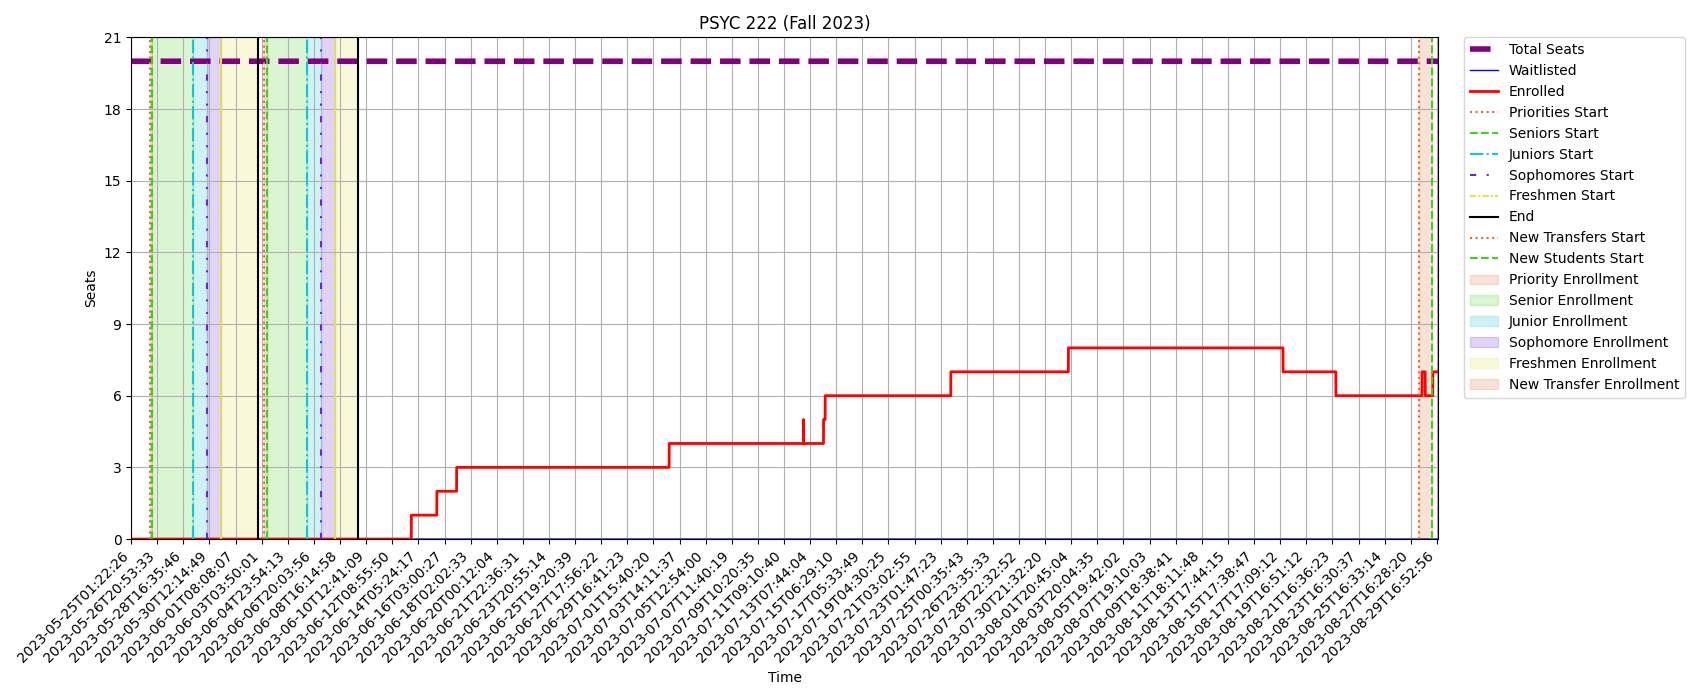 PSYC 222 (Fall 2023)
21
18
15
12
9
6
3
0
Seats
2023-05-25T01:22:26
2023-05-26T20:53:33
2023-05-28T16:35:46
2023-05-30T12:14:49
2023-06-01T08:08:07
2023-06-03T03:50:01
2023-06-04T23:54:13
2023-06-06T20:03:56
2023-06-08T16:14:58
2023-06-10T12:41:09
2023-06-12T08:55:50
2023-06-14T05:24:17
2023-06-16T03:00:27
2023-06-18T02:02:33
2023-06-20T00:12:04
2023-06-21T22:36:31
2023-06-23T20:55:14
2023-06-25T19:20:39
2023-06-27T17:56:22
2023-06-29T16:41:23
2023-07-01T15:40:20
2023-07-03T14:11:37
2023-07-05T12:54:00
2023-07-07T11:40:19
2023-07-09T10:20:35
2023-07-11T09:10:40
2023-07-13T07:44:04
2023-07-15T06:29:10
2023-07-17T05:33:49
2023-07-19T04:30:25
2023-07-21T03:02:55
2023-07-23T01:47:23
2023-07-25T00:35:43
2023-07-26T23:35:33
2023-07-28T22:32:52
2023-07-30T21:32:20
2023-08-01T20:45:04
2023-08-03T20:04:35
2023-08-05T19:42:02
2023-08-07T19:10:03
2023-08-09T18:38:41
2023-08-11T18:11:48
2023-08-13T17:44:15
2023-08-15T17:38:47
2023-08-17T17:09:12
2023-08-19T16:51:12
2023-08-21T16:36:23
2023-08-23T16:30:37
2023-08-25T16:33:14
2023-08-27T16:28:20
2023-08-29T16:52:56
Time
Total Seats
Waitlisted
Enrolled
Priorities Start
Seniors Start
Juniors Start
Sophomores Start
Freshmen Start
End
New Transfers Start
New Students Start
Priority Enrollment
Senior Enrollment
Junior Enrollment
Sophomore Enrollment
Freshmen Enrollment
New Transfer Enrollment